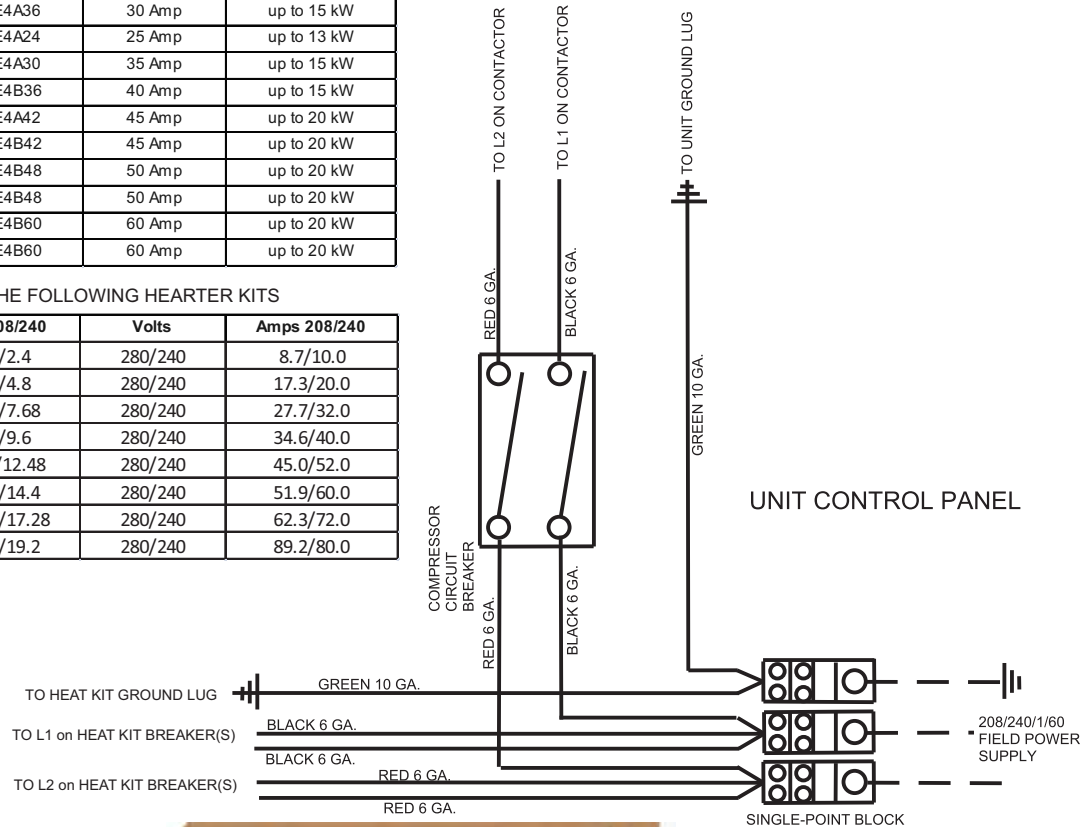 E4A36 30 Amp up to 15 kW
E4A24 25 Amp up to 13 kW
E4A30 35 Amp up to 15 kW
E4B36 40 Amp up to 15 kW
E4A42 45 Amp up to 20 kW
E4B42 45 Amp up to 20 kW
E4B48 50 Amp up to 20 kW
E4B48 50 Amp up to 20 kW
E4B60 60 Amp up to 20 kW
E4B60 60 Amp up to 20 kW
HE FOLLOWING HEARTER KITS
08/240 Volts Amps 208/240
/2.4 280/240 8.7/10.0
/4.8 280/240 17.3/20.0
/7.68 280/240 27.7/32.0
/9.6 280/240 34.6/40.0
/12.48 280/240 45.0/52.0
/14.4 280/240 51.9/60.0
/17.28 280/240 62.3/72.0
/19.2 280/240 89.2/80.0
TO L2 ON CONTACTOR
TO L1 ON CONTACTOR
TO UNIT GROUND LUG
RED 6 GA.
BLACK 6 GA.
GREEN 10 GA.
UNIT CONTROL PANEL
COMPRESSOR
CIRCUIT
BREAKER
RED 6 GA.
BLACK 6 GA.
TO HEAT KIT GROUND LUG
GREEN 10 GA.
TO L1 on HEAT KIT BREAKER(S)
BLACK 6 GA.
BLACK 6 GA.
TO L2 on HEAT KIT BREAKER(S)
RED 6 GA.
RED 6 GA.
208/240/1/60
FIELD POWER
SUPPLY
SINGLE-POINT BLOCK